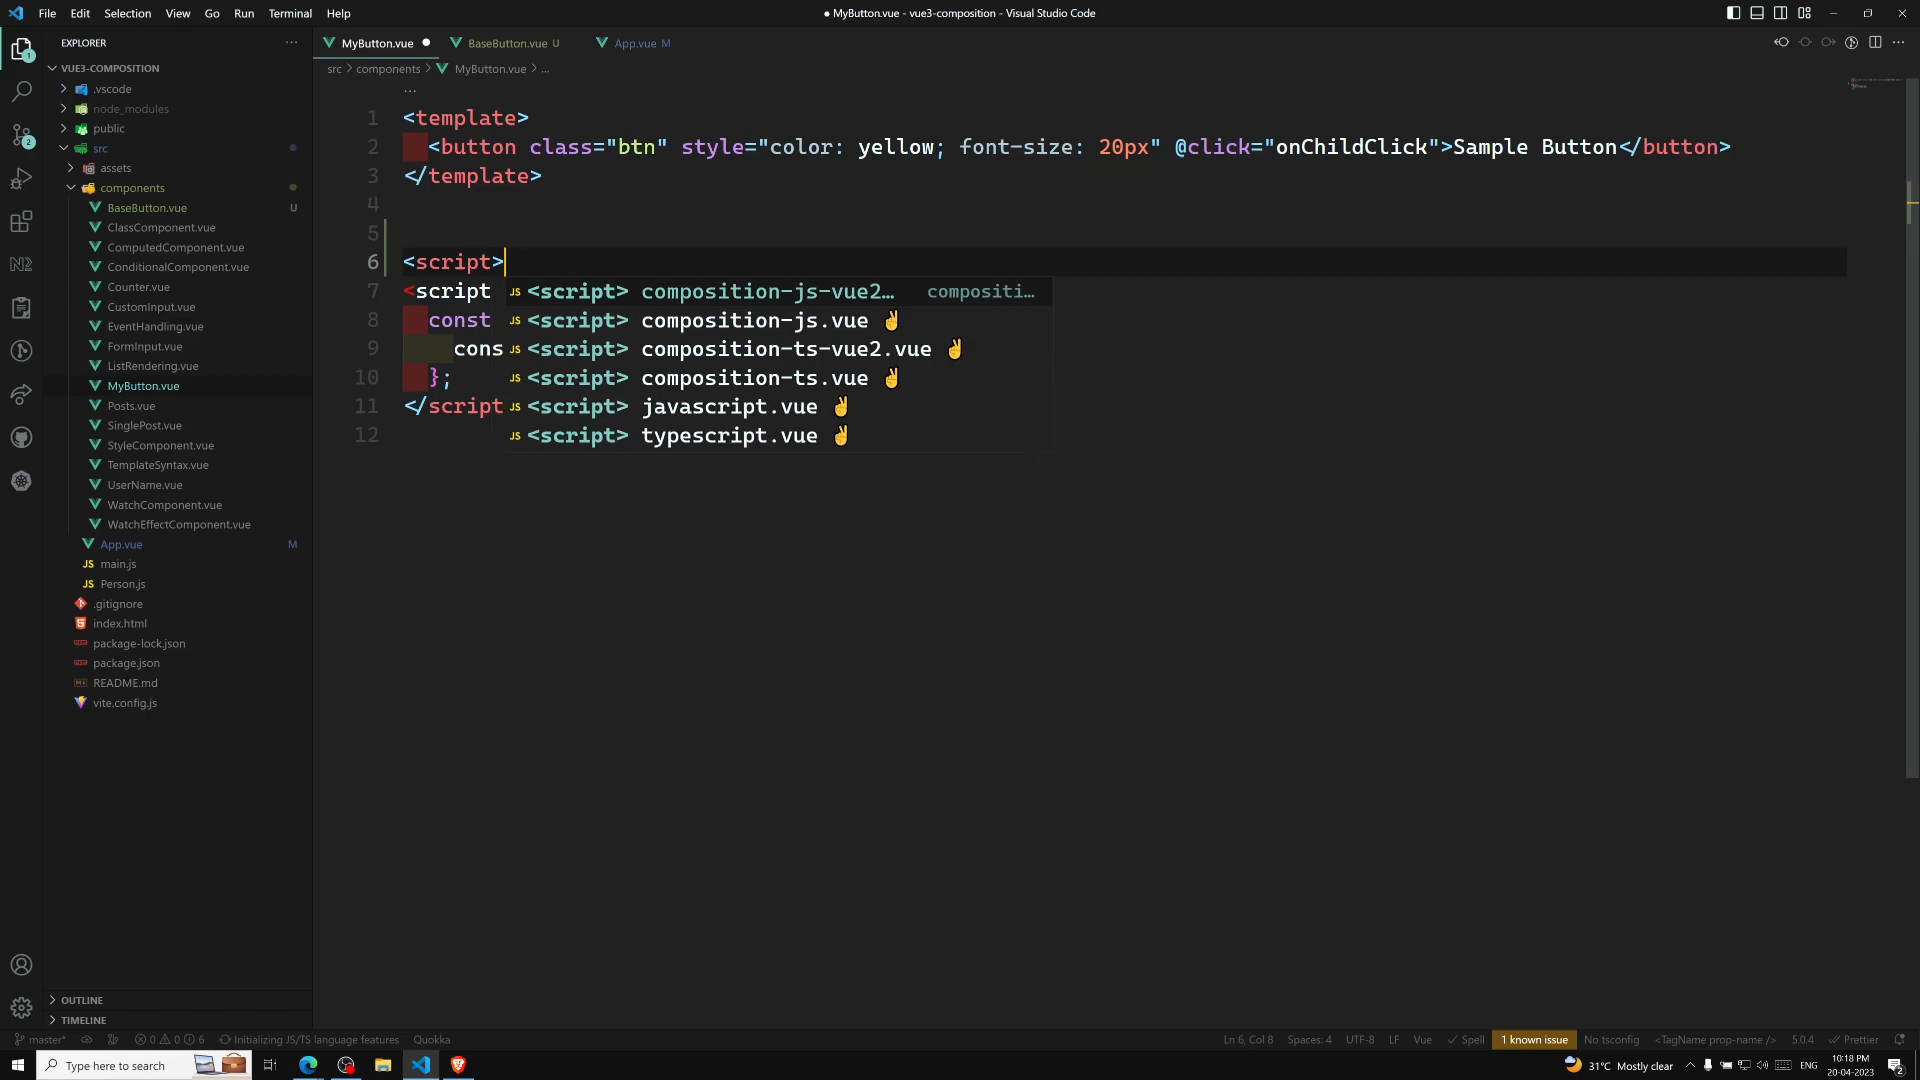 File Edit Selection View Go Run Terminal Help
● MyButton.vue - vue3-composition - Visual Studio Code
EXPLORER
VUE3-COMPOSITION
.vscode
node_modules
public
src
assets
components
BaseButton.vue U
ClassComponent.vue
ComputedComponent.vue
ConditionalComponent.vue
Counter.vue
CustomInput.vue
EventHandling.vue
FormInput.vue
ListRendering.vue
MyButton.vue
Posts.vue
SinglePost.vue
StyleComponent.vue
TemplateSyntax.vue
UserName.vue
WatchComponent.vue
WatchEffectComponent.vue
App.vue M
main.js
Person.js
.gitignore
index.html
package-lock.json
package.json
README.md
vite.config.js
OUTLINE
TIMELINE
MyButton.vue ● BaseButton.vue U App.vue M
src > components > MyButton.vue > ...
...
1 <template>
2 <button class="btn" style="color: yellow; font-size: 20px" @click="onChildClick">Sample Button</button>
3 </template>
4
5
6 <script>
7 <script
8 const
9 cons
10 };
11 </script
12
JS <script> composition-js-vue2… compositi…
JS <script> composition-js.vue ✌
JS <script> composition-ts-vue2.vue ✌
JS <script> composition-ts.vue ✌
JS <script> javascript.vue ✌
JS <script> typescript.vue ✌
master* 0 0 6 Initializing JS/TS language features Quokka
Ln 6, Col 8 Spaces: 4 UTF-8 LF Vue Spell 1 known issue No tsconfig <TagName prop-name /> 5.0.4 Prettier
Type here to search
31°C Mostly clear ENG
10:18 PM
20-04-2023
2